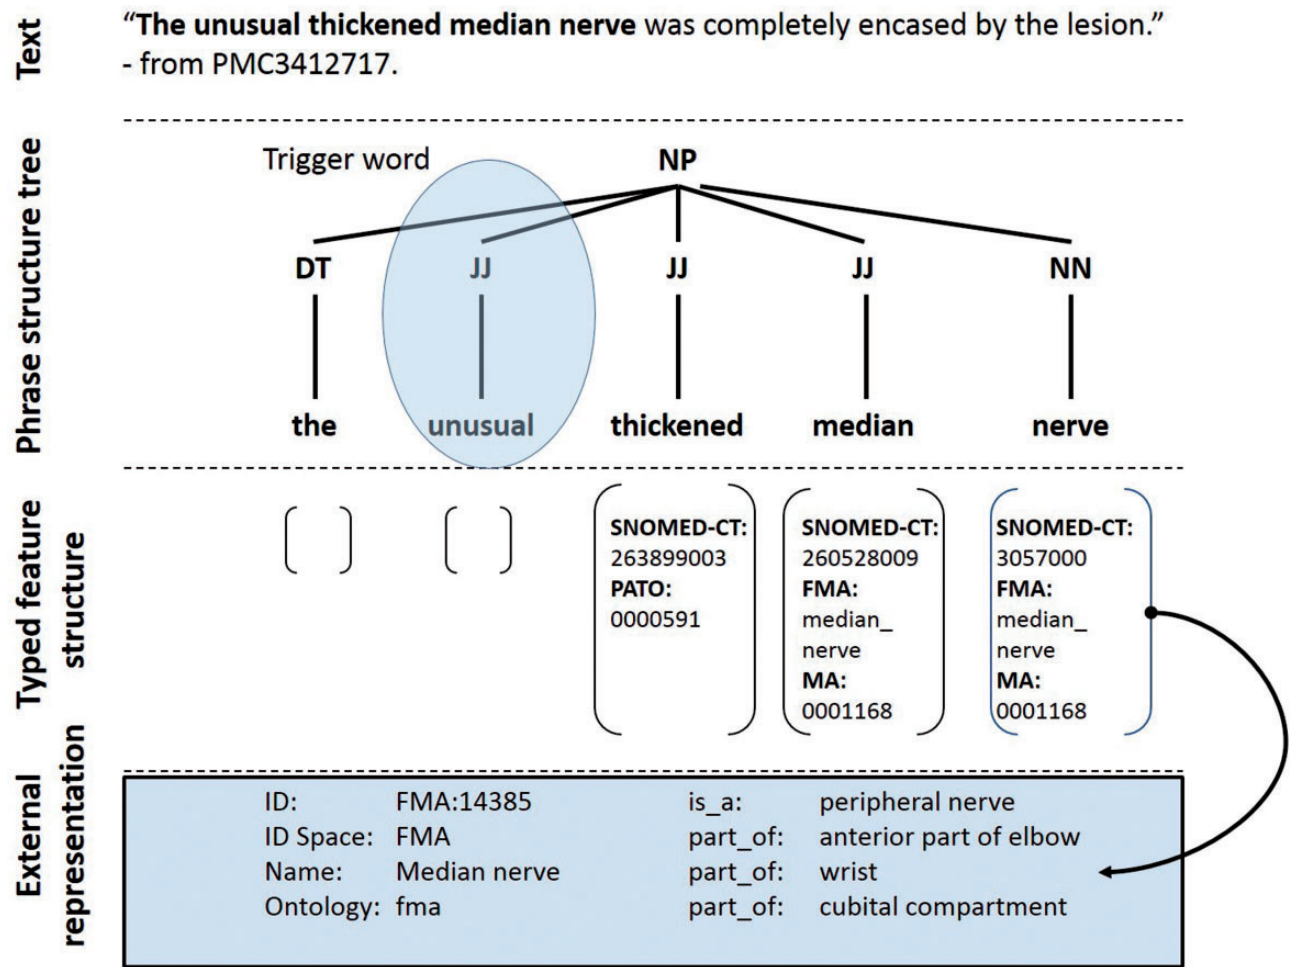 Text
“The unusual thickened median nerve was completely encased by the lesion.”
- from PMC3412717.
Phrase structure tree
Trigger word
NP
DT JJ JJ JJ NN
the unusual thickened median nerve
Typed feature
structure
SNOMED-CT:
263899003
PATO:
0000591
SNOMED-CT:
260528009
FMA:
median_
nerve
MA:
0001168
SNOMED-CT:
3057000
FMA:
median_
nerve
MA:
0001168
External
representation
ID: FMA:14385 is_a: peripheral nerve
ID Space: FMA part_of: anterior part of elbow
Name: Median nerve part_of: wrist
Ontology: fma part_of: cubital compartment